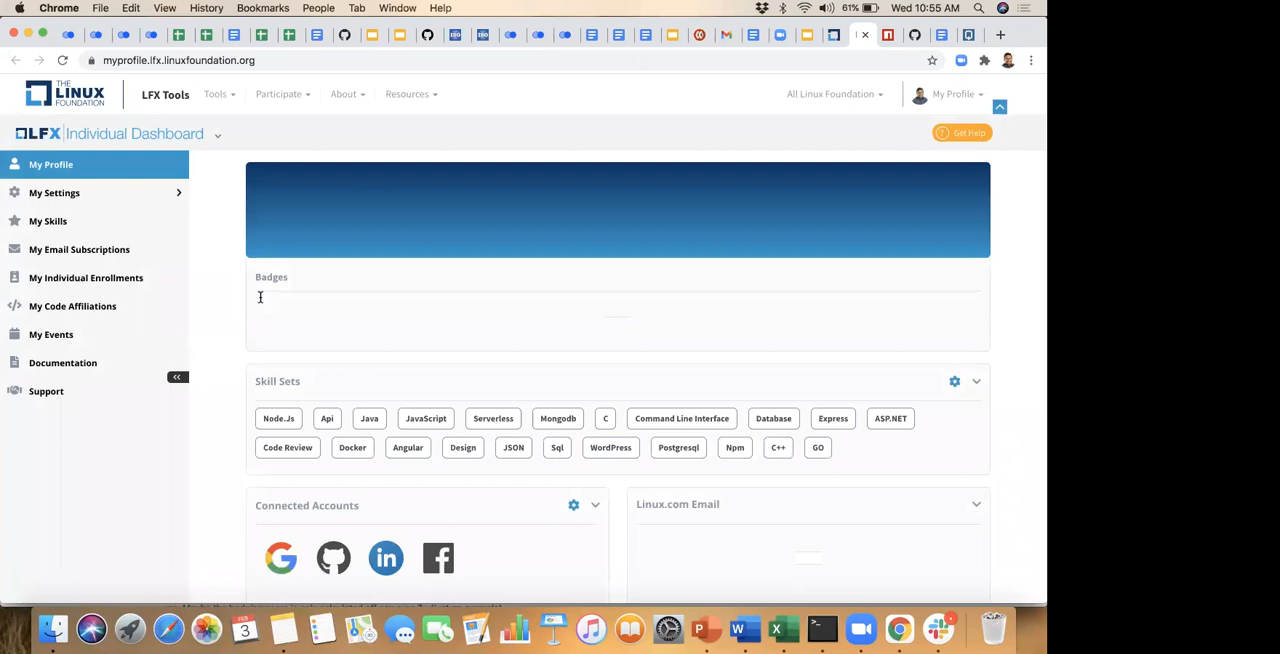 Chrome File Edit View History Bookmarks People Tab Window Help 61% Wed 10:55 AM
myprofile.lfx.linuxfoundation.org
THE LINUX FOUNDATION LFX Tools Tools Participate About Resources All Linux Foundation My Profile
LFX Individual Dashboard ? Get Help
My Profile
My Settings
My Skills
My Email Subscriptions
My Individual Enrollments
My Code Affiliations
My Events
Documentation
Support
Badges
Skill Sets
Node.Js Api Java JavaScript Serverless Mongodb C Command Line Interface Database Express ASP.NET
Code Review Docker Angular Design JSON Sql WordPress Postgresql Npm C++ GO
Connected Accounts
Linux.com Email
FEB
3